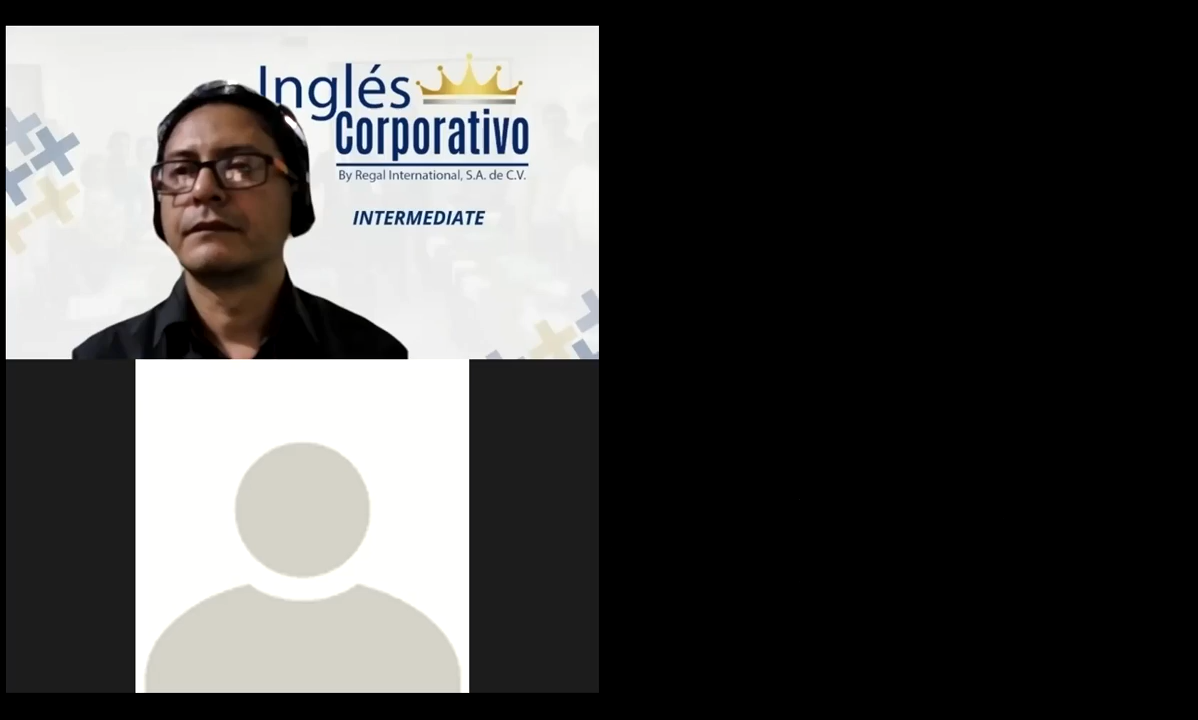 Inglés
Corporativo
By Regal International, S.A. de C.V.
INTERMEDIATE